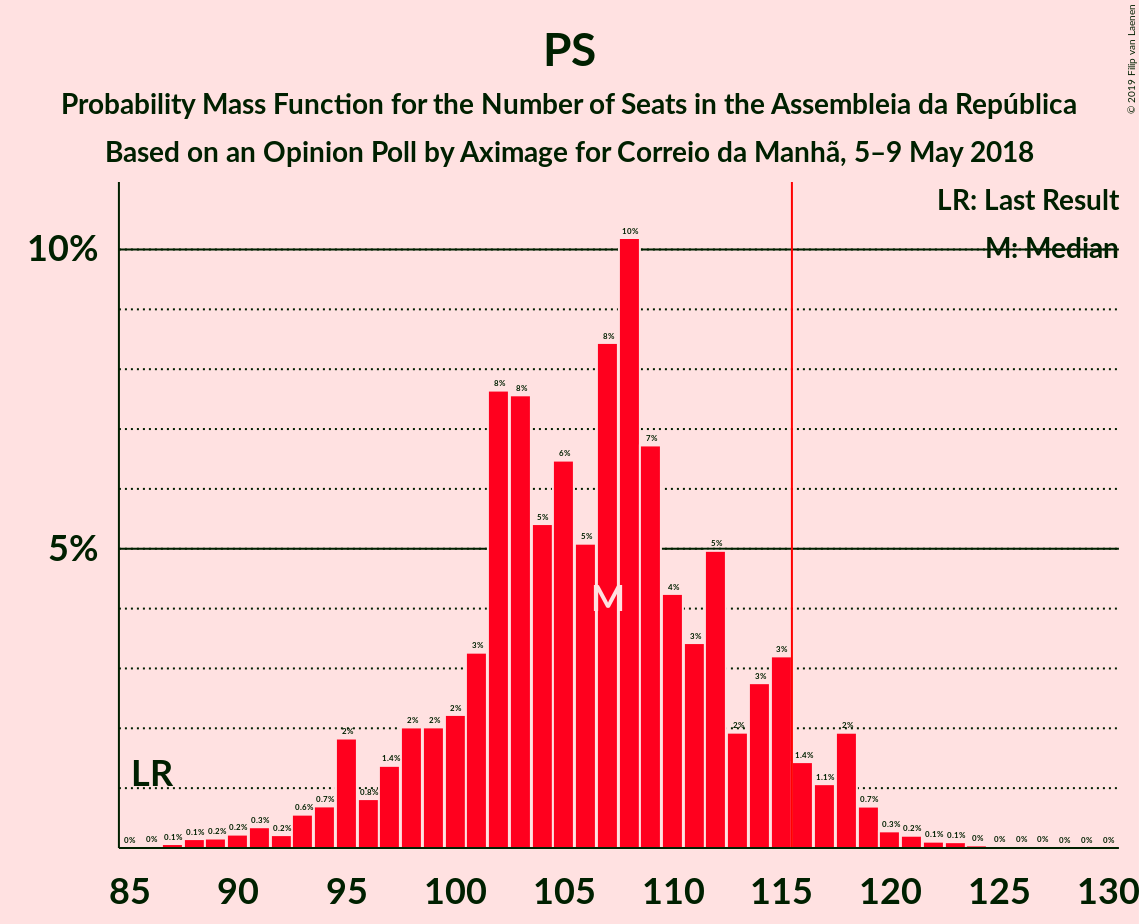 PS
Probability Mass Function for the Number of Seats in the Assembleia da República
Based on an Opinion Poll by Aximage for Correio da Manhã, 5–9 May 2018
© 2019 Filip van Laenen
LR: Last Result
M: Median
10%
5%
LR
M
0% 0% 0.1% 0.1% 0.2% 0.2% 0.3% 0.2% 0.6% 0.7% 2% 0.8% 1.4% 2% 2% 2% 3% 8% 8% 5% 6% 5% 8% 10% 7% 4% 3% 5% 2% 3% 3% 1.4% 1.1% 2% 0.7% 0.3% 0.2% 0.1% 0.1% 0% 0% 0% 0% 0% 0% 0%
85 90 95 100 105 110 115 120 125 130